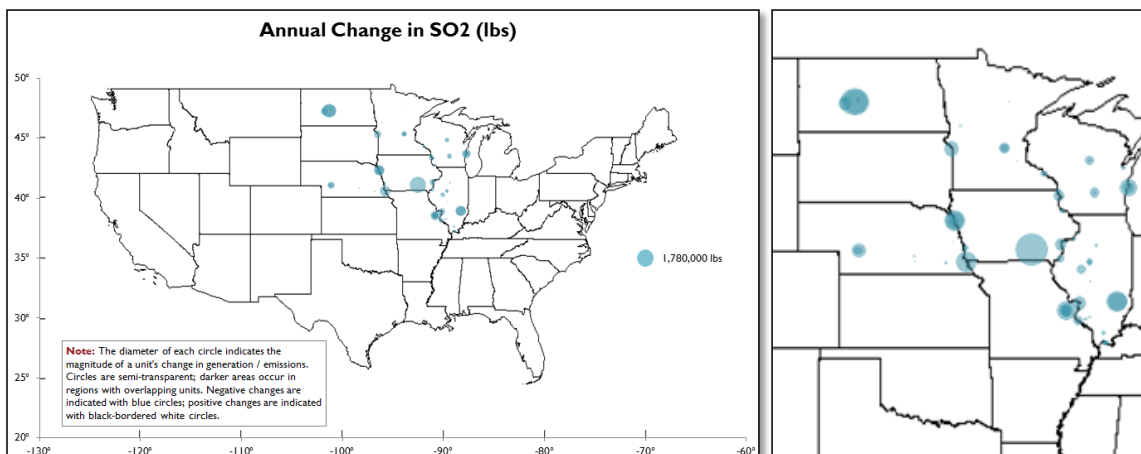 Annual Change in SO2 (lbs)
50°
45°
40°
35°
30°
25°
20°
1,780,000 lbs
Note: The diameter of each circle indicates the
magnitude of a unit's change in generation / emissions.
Circles are semi-transparent; darker areas occur in
regions with overlapping units. Negative changes are
indicated with blue circles; positive changes are indicated
with black-bordered white circles.
-130° -120° -110° -100° -90° -80° -70° -60°